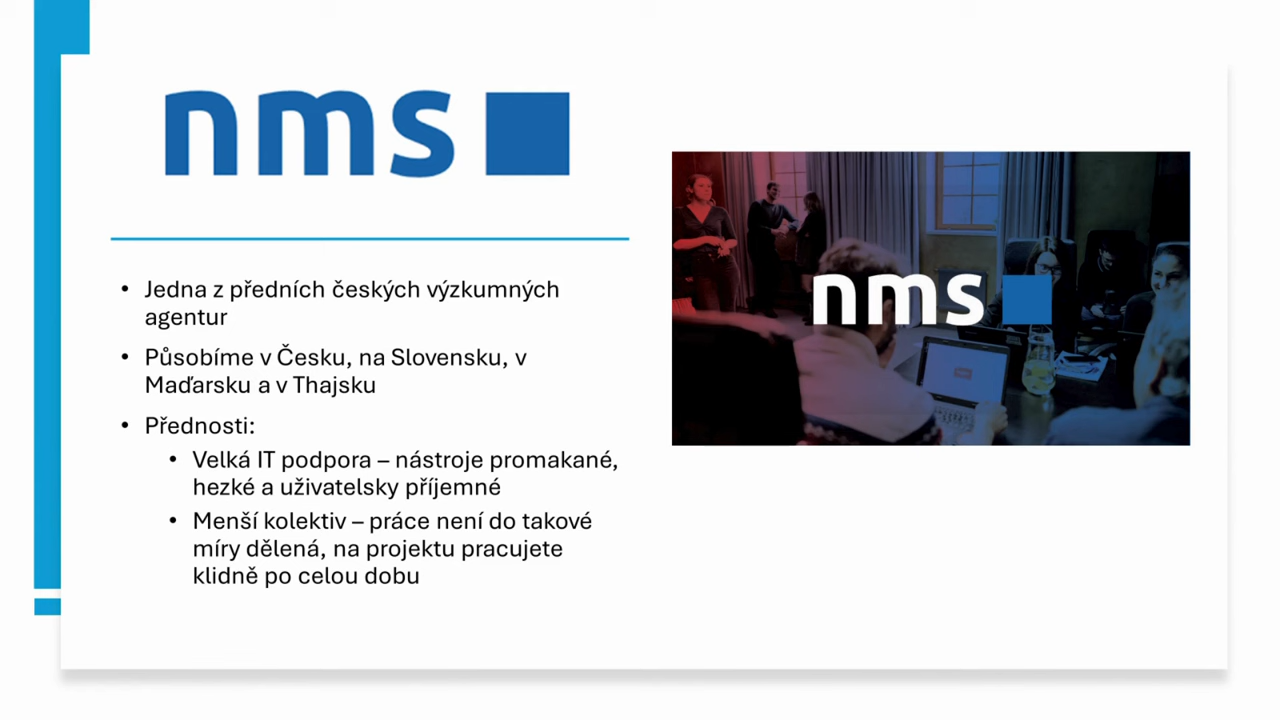 nms
Jedna z předních českých výzkumných
agentur
Působíme v Česku, na Slovensku, v
Maďarsku a v Thajsku
Přednosti:
Velká IT podpora – nástroje promakané,
hezké a uživatelsky příjemné
Menší kolektiv – práce není do takové
míry dělená, na projektu pracujete
klidně po celou dobu
nms